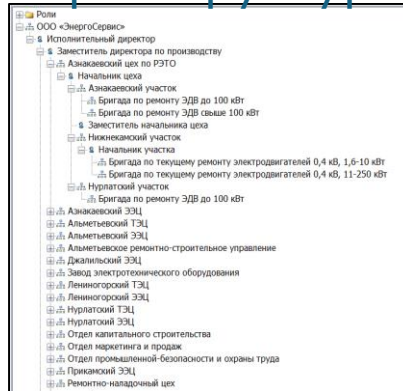 Роли
ООО «ЭнергоСервис»
Исполнительный директор
Заместитель директора по производству
Азнакаевский цех по РЭТО
Начальник цеха
Азнакаевский участок
Бригада по ремонту ЭДВ до 100 кВт
Бригада по ремонту ЭДВ свыше 100 кВт
Заместитель начальника цеха
Нижнекамский участок
Начальник участка
Бригада по текущему ремонту электродвигателей 0,4 кВ, 1,6-10 кВт
Бригада по текущему ремонту электродвигателей 0,4 кВ, 11-250 кВт
Нурлатский участок
Бригада по ремонту ЭДВ до 100 кВт
Азнакаевский ЭЭЦ
Альметьевский ТЭЦ
Альметьевский ЭЭЦ
Альметьевское ремонтно-строительное управление
Джалильский ЭЭЦ
Завод электротехнического оборудования
Лениногорский ТЭЦ
Лениногорский ЭЭЦ
Нурлатский ТЭЦ
Нурлатский ЭЭЦ
Отдел капитального строительства
Отдел маркетинга и продаж
Отдел промышленной-безопасности и охраны труда
Прикамский ЭЭЦ
Ремонтно-наладочный цех